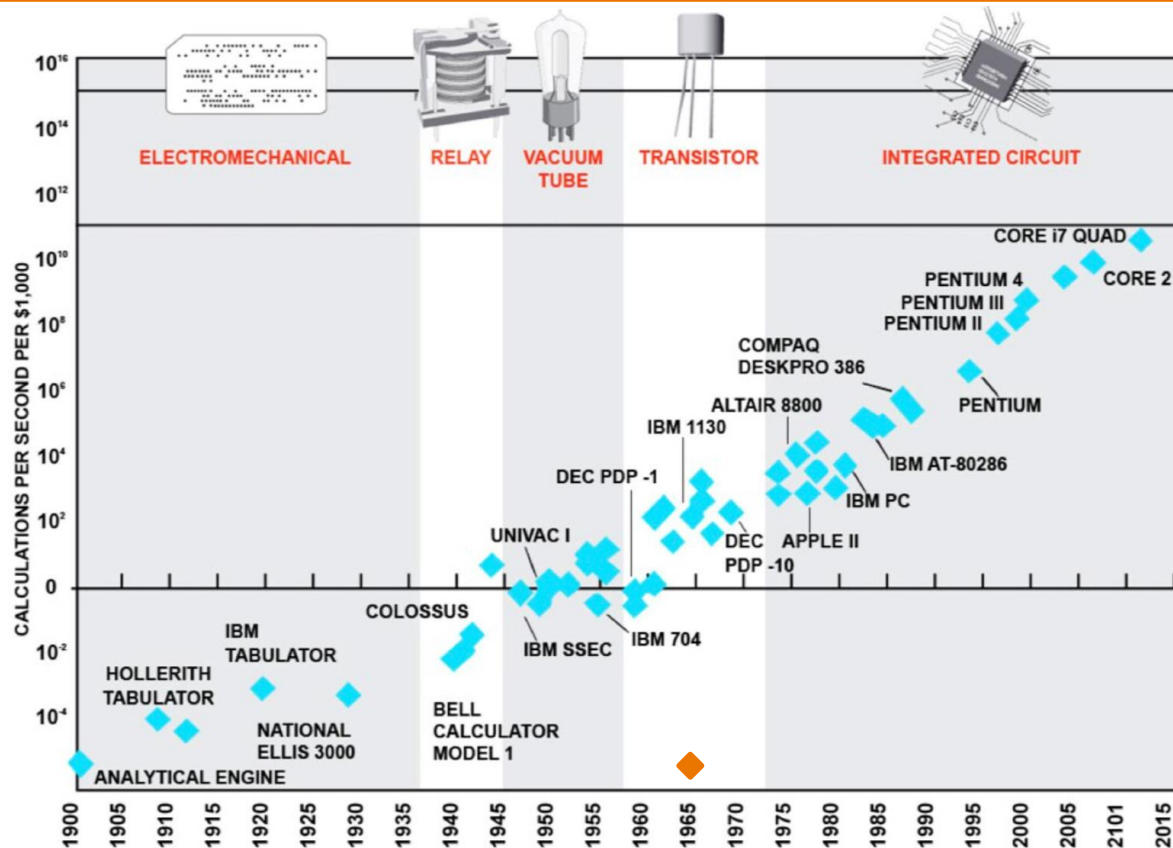 ELECTROMECHANICAL
RELAY
VACUUM
TUBE
TRANSISTOR
INTEGRATED CIRCUIT
CALCULATIONS PER SECOND PER $1,000
10¹⁶
10¹⁴
10¹²
10¹⁰
10⁸
10⁶
10⁴
10²
0
10⁻²
10⁻⁴
CORE i7 QUAD
CORE 2
PENTIUM 4
PENTIUM III
PENTIUM II
COMPAQ
DESKPRO 386
PENTIUM
ALTAIR 8800
IBM 1130
IBM AT-80286
DEC PDP -1
IBM PC
UNIVAC I
DEC
PDP -10
APPLE II
COLOSSUS
IBM SSEC
IBM 704
IBM
TABULATOR
HOLLERITH
TABULATOR
NATIONAL
ELLIS 3000
BELL
CALCULATOR
MODEL 1
ANALYTICAL ENGINE
1900
1905
1910
1915
1920
1925
1930
1935
1940
1945
1950
1955
1960
1965
1970
1975
1980
1985
1990
1995
2000
2005
2101
2015